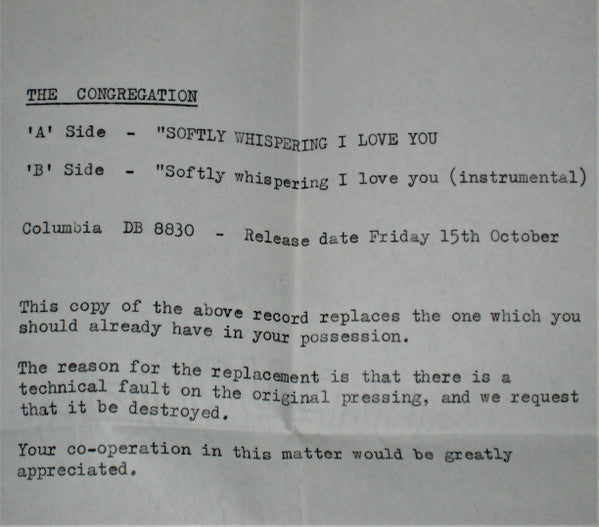 THE CONGREGATION
'A' Side - "SOFTLY WHISPERING I LOVE YOU
'B' Side - "Softly whispering I love you (instrumental)
Columbia DB 8830 - Release date Friday 15th October
This copy of the above record replaces the one which you
should already have in your possession.
The reason for the replacement is that there is a
technical fault on the original pressing, and we request
that it be destroyed.
Your co-operation in this matter would be greatly
appreciated.